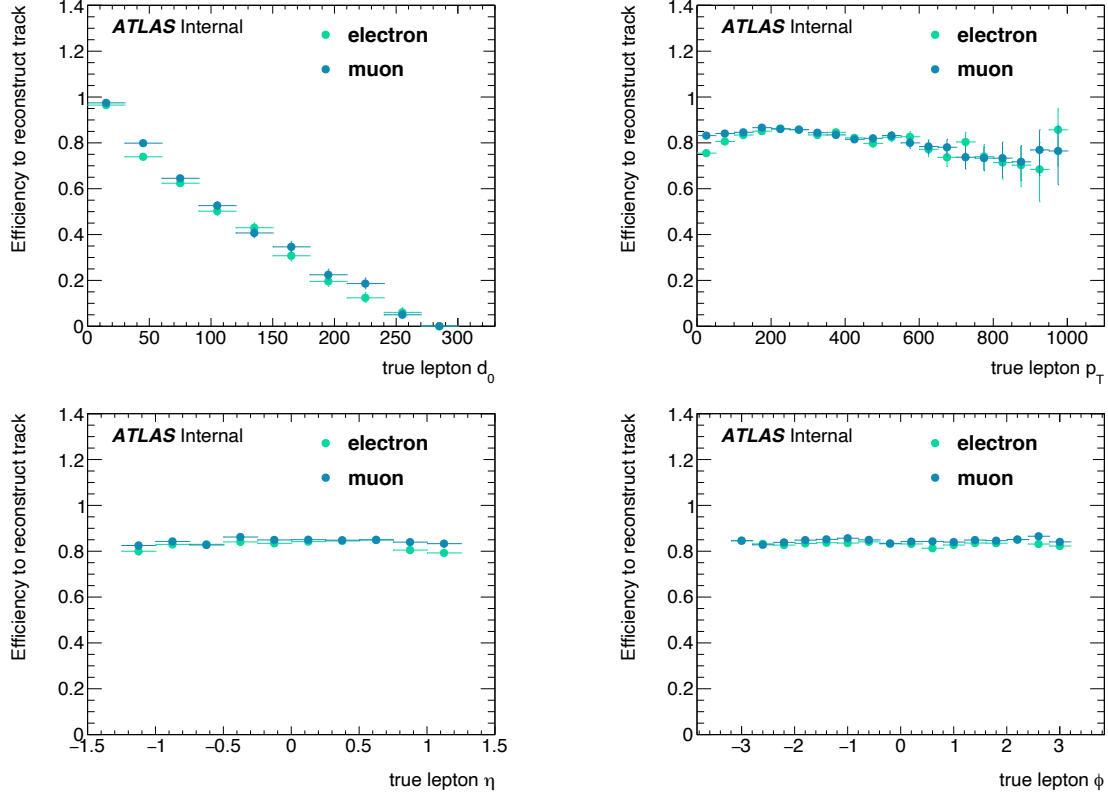 ATLAS Internal
electron
muon
Efficiency to reconstruct track
1.4
1.2
1
0.8
0.6
0.4
0.2
0
0 50 100 150 200 250 300
true lepton d0
ATLAS Internal
electron
muon
Efficiency to reconstruct track
1.4
1.2
1
0.8
0.6
0.4
0.2
0
0 200 400 600 800 1000
true lepton pT
ATLAS Internal
electron
muon
Efficiency to reconstruct track
1.4
1.2
1
0.8
0.6
0.4
0.2
0
−1.5 −1 −0.5 0 0.5 1 1.5
true lepton η
ATLAS Internal
electron
muon
Efficiency to reconstruct track
1.4
1.2
1
0.8
0.6
0.4
0.2
0
−3 −2 −1 0 1 2 3
true lepton ϕ